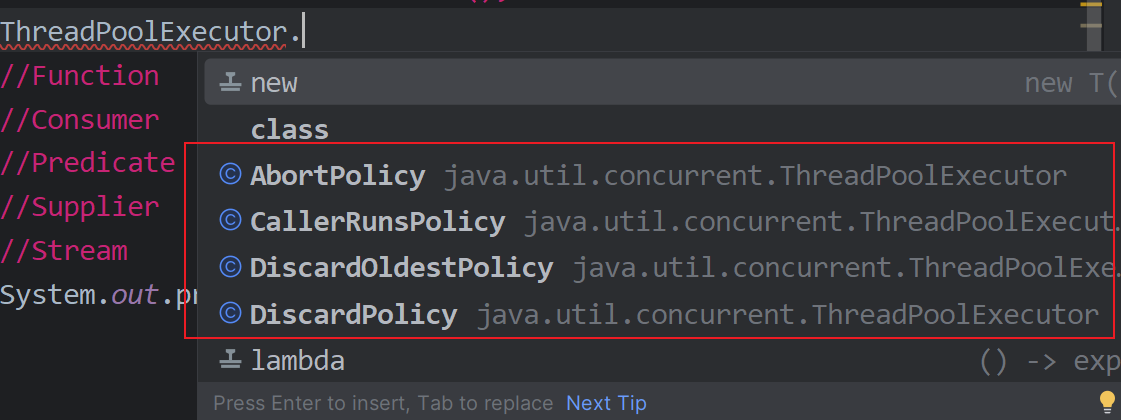 ThreadPoolExecutor.
//Function
new new T(
//Consumer
class
//Predicate
AbortPolicy java.util.concurrent.ThreadPoolExecutor
//Supplier
CallerRunsPolicy java.util.concurrent.ThreadPoolExecut
//Stream
DiscardOldestPolicy java.util.concurrent.ThreadPoolExe
System.out.pr
DiscardPolicy java.util.concurrent.ThreadPoolExecutor
lambda () -> exp
Press Enter to insert, Tab to replace Next Tip